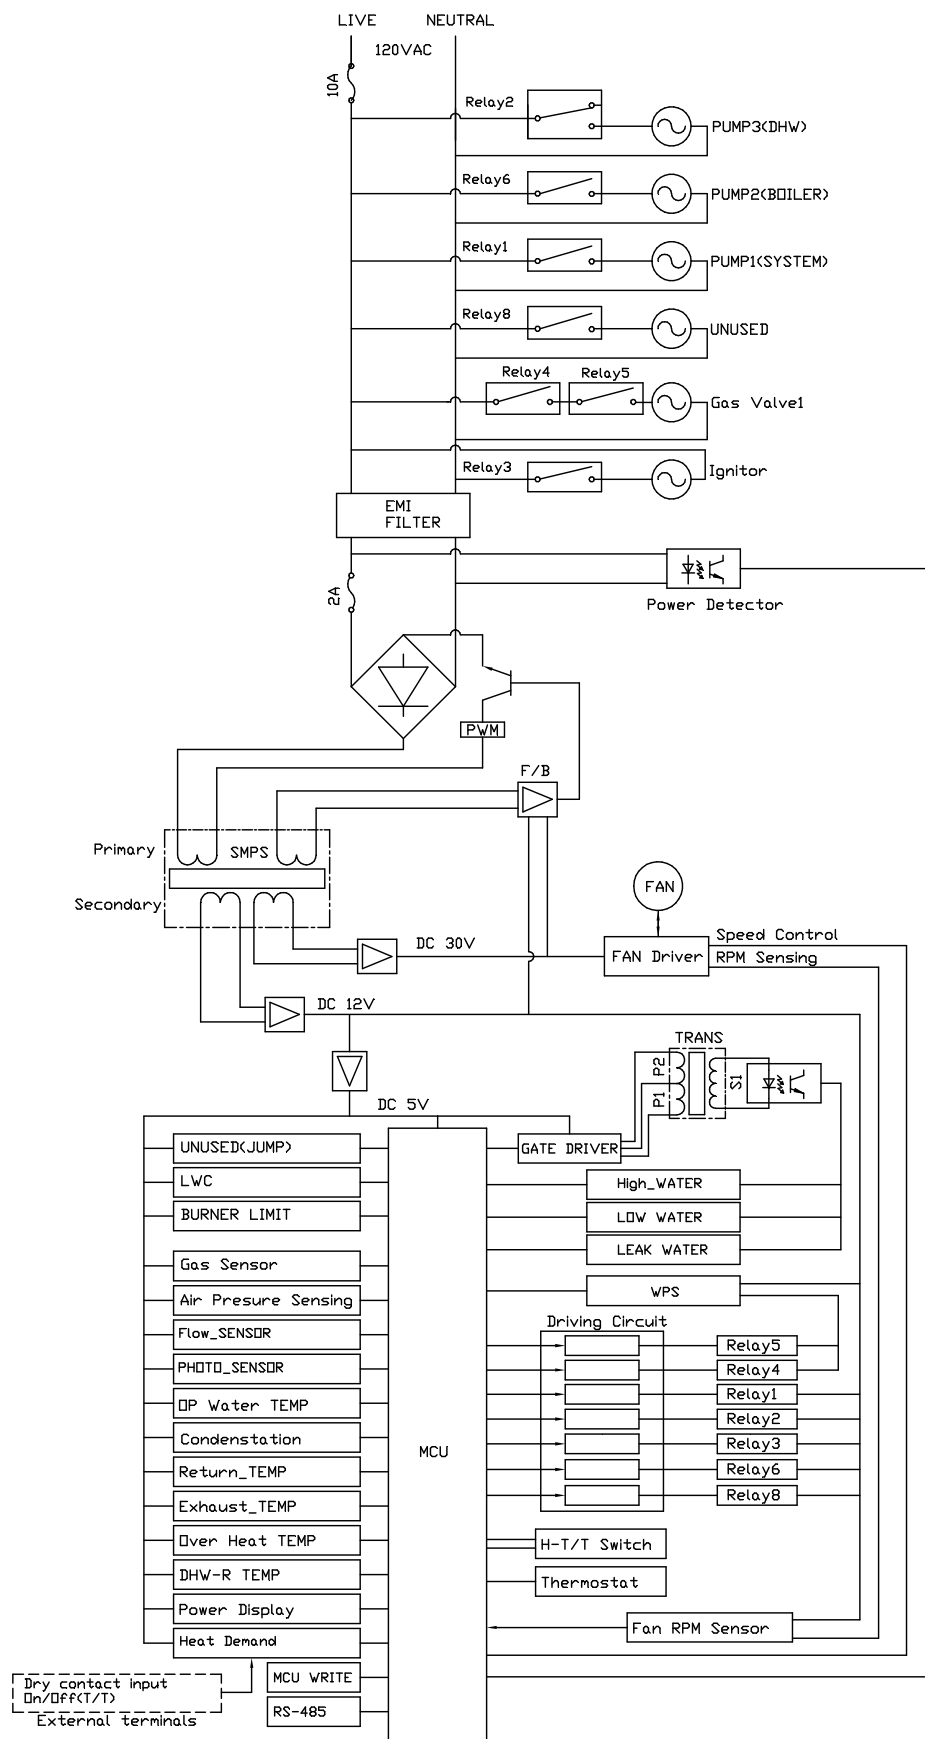 LIVE
NEUTRAL
120VAC
10A
Relay2
PUMP3(DHW)
Relay6
PUMP2(BOILER)
Relay1
PUMP1(SYSTEM)
Relay8
UNUSED
Relay4
Relay5
Gas Valve1
Relay3
Ignitor
EMI
FILTER
2A
Power Detector
PWM
F/B
Primary
SMPS
Secondary
FAN
DC 30V
FAN Driver
Speed Control
RPM Sensing
DC 12V
TRANS
P2
P1
S1
DC 5V
GATE DRIVER
UNUSED(JUMP)
LWC
BURNER LIMIT
Gas Sensor
Air Presure Sensing
Flow_SENSOR
PHOTO_SENSOR
OP Water TEMP
Condenstation
Return_TEMP
Exhaust_TEMP
Over Heat TEMP
DHW-R TEMP
Power Display
Heat Demand
MCU WRITE
RS-485
Dry contact input
On/Off(T/T)
External terminals
MCU
High_WATER
LOW WATER
LEAK WATER
WPS
Driving Circuit
Relay5
Relay4
Relay1
Relay2
Relay3
Relay6
Relay8
H-T/T Switch
Thermostat
Fan RPM Sensor